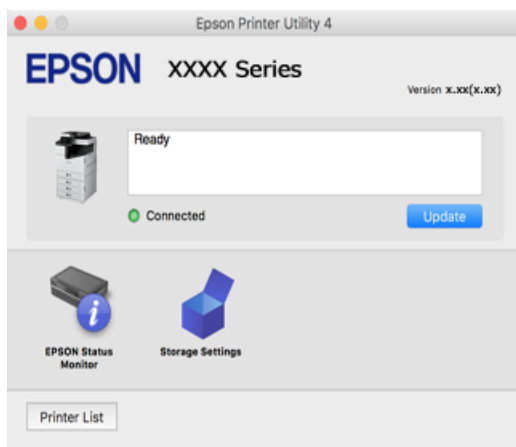 Epson Printer Utility 4
EPSON XXXX Series
Version x.xx(x.xx)
Ready
Connected
Update
EPSON Status
Monitor
Storage Settings
Printer List